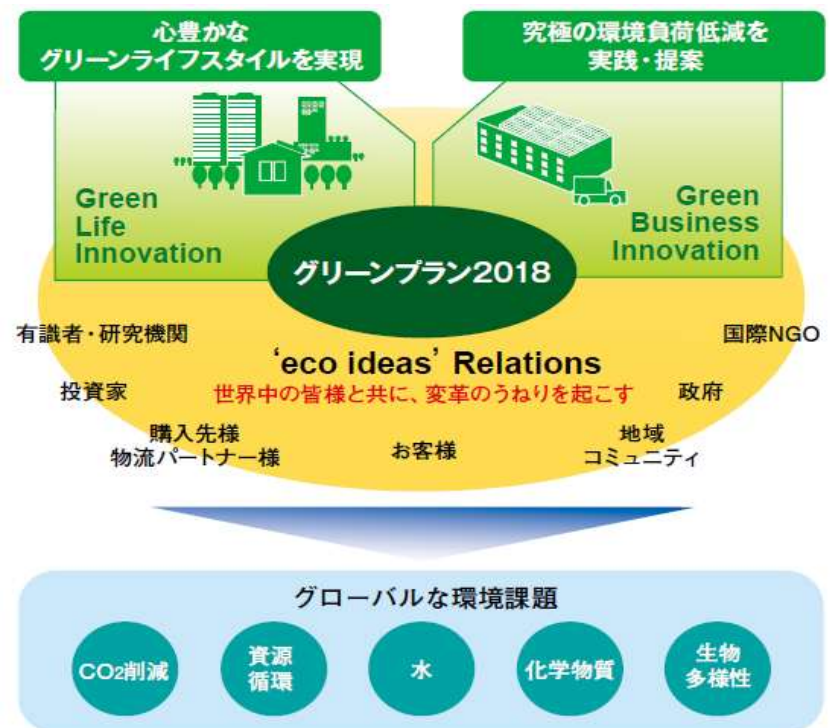 心豊かな
グリーンライフスタイルを実現
究極の環境負荷低減を
実践・提案
Green
Life
Innovation
Green
Business
Innovation
グリーンプラン2018
有識者・研究機関
国際NGO
‘eco ideas’ Relations
投資家
世界中の皆様と共に、変革のうねりを起こす
政府
購入先様
物流パートナー様
お客様
地域
コミュニティ
グローバルな環境課題
CO2削減
資源
循環
水
化学物質
生物
多様性